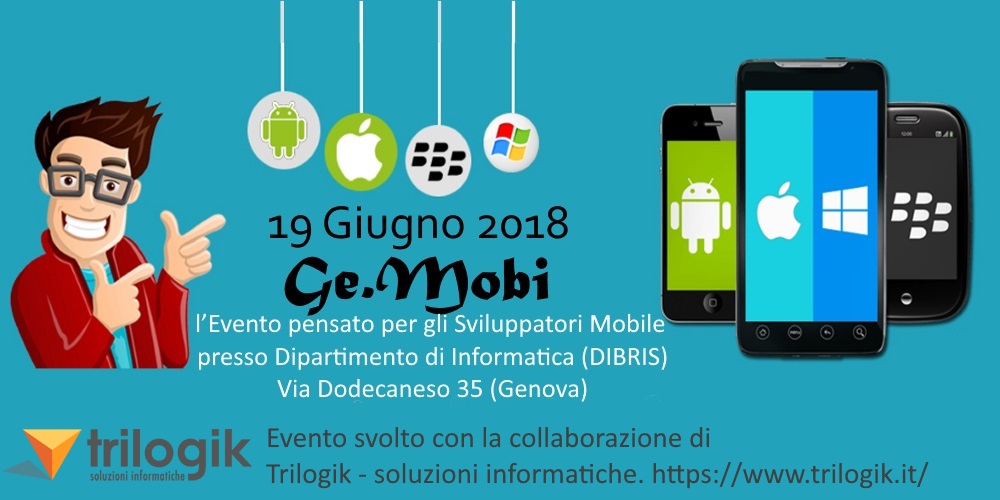 19 Giugno 2018
Ge.Mobi
l'Evento pensato per gli Sviluppatori Mobile
presso Dipartimento di Informatica (DIBRIS)
Via Dodecaneso 35 (Genova)
trilogik
soluzioni informatiche
Evento svolto con la collaborazione di
Trilogik - soluzioni informatiche. https://www.trilogik.it/